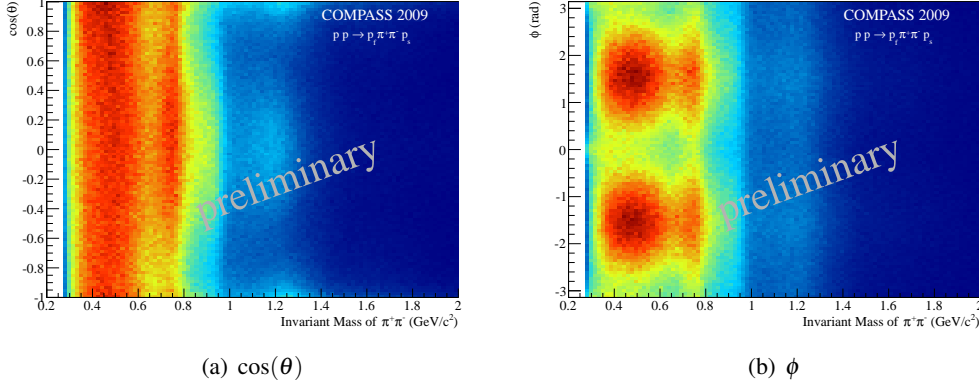 cos(θ)
COMPASS 2009
p p → p_f π⁺π⁻ p_s
preliminary
1
0.8
0.6
0.4
0.2
0
-0.2
-0.4
-0.6
-0.8
-1
0.2 0.4 0.6 0.8 1 1.2 1.4 1.6 1.8 2
Invariant Mass of π⁺π⁻ (GeV/c²)
(a) cos(θ)
ϕ (rad)
COMPASS 2009
p p → p_f π⁺π⁻ p_s
preliminary
3
2
1
0
-1
-2
-3
0.2 0.4 0.6 0.8 1 1.2 1.4 1.6 1.8 2
Invariant Mass of π⁺π⁻ (GeV/c²)
(b) ϕ